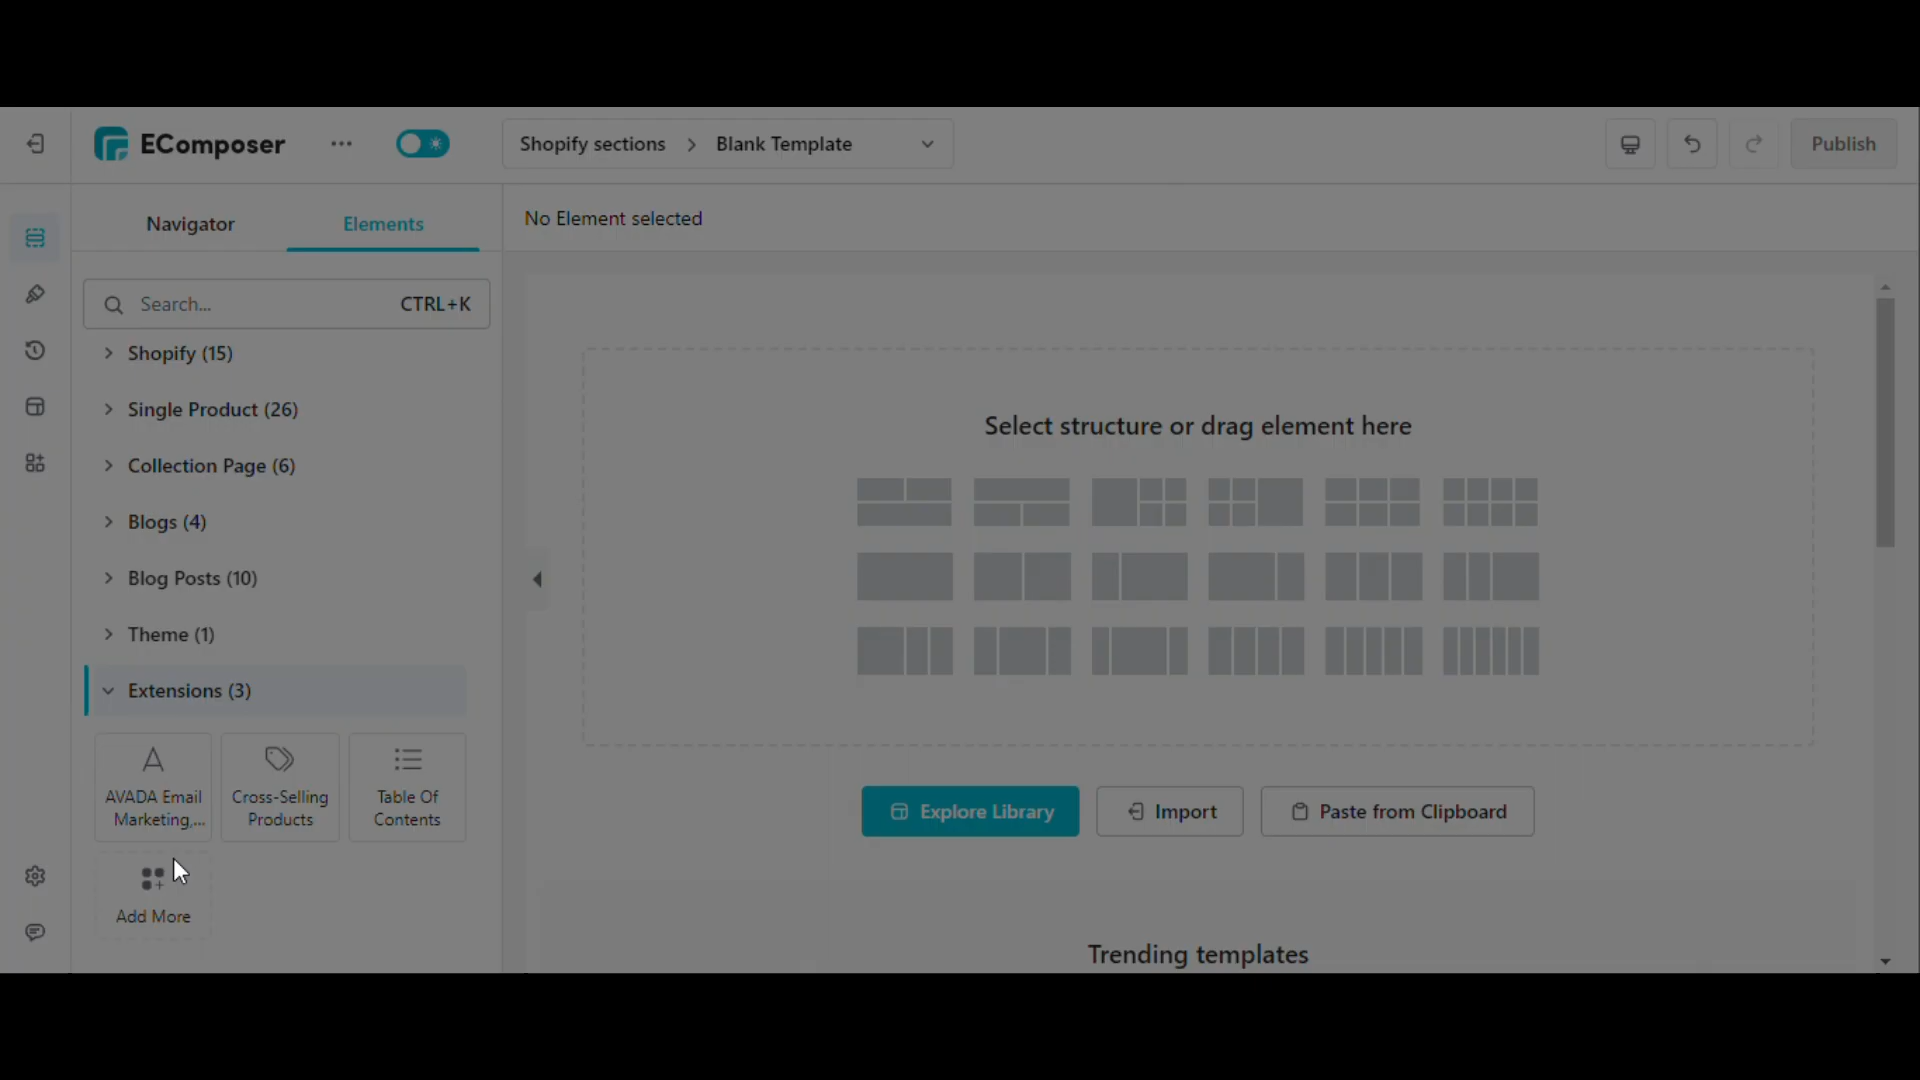 EComposer
Shopify sections > Blank Template
Publish
Navigator
Elements
No Element selected
Search...
CTRL+K
Shopify (15)
Single Product (26)
Collection Page (6)
Blogs (4)
Blog Posts (10)
Theme (1)
Extensions (3)
AVADA Email
Marketing,...
Cross-Selling
Products
Table Of
Contents
Add More
Select structure or drag element here
Explore Library
Import
Paste from Clipboard
Trending templates